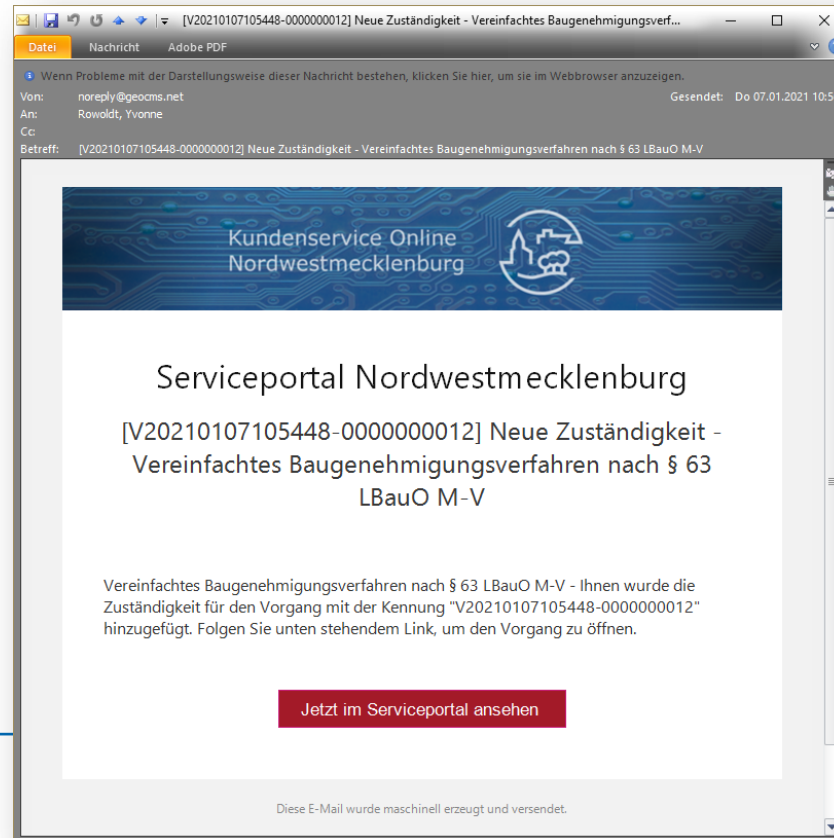 [V20210107105448-0000000012] Neue Zuständigkeit - Vereinfachtes Baugenehmigungsverf...
Datei Nachricht Adobe PDF
Wenn Probleme mit der Darstellungsweise dieser Nachricht bestehen, klicken Sie hier, um sie im Webbrowser anzuzeigen.
Von: noreply@geocms.net Gesendet: Do 07.01.2021 10:5
An: Rowoldt, Yvonne
Cc:
Betreff: [V20210107105448-0000000012] Neue Zuständigkeit - Vereinfachtes Baugenehmigungsverfahren nach § 63 LBauO M-V
Kundenservice Online
Nordwestmecklenburg
Serviceportal Nordwestmecklenburg
[V20210107105448-0000000012] Neue Zuständigkeit -
Vereinfachtes Baugenehmigungsverfahren nach § 63
LBauO M-V
Vereinfachtes Baugenehmigungsverfahren nach § 63 LBauO M-V - Ihnen wurde die
Zuständigkeit für den Vorgang mit der Kennung "V20210107105448-0000000012"
hinzugefügt. Folgen Sie unten stehendem Link, um den Vorgang zu öffnen.
Jetzt im Serviceportal ansehen
Diese E-Mail wurde maschinell erzeugt und versendet.